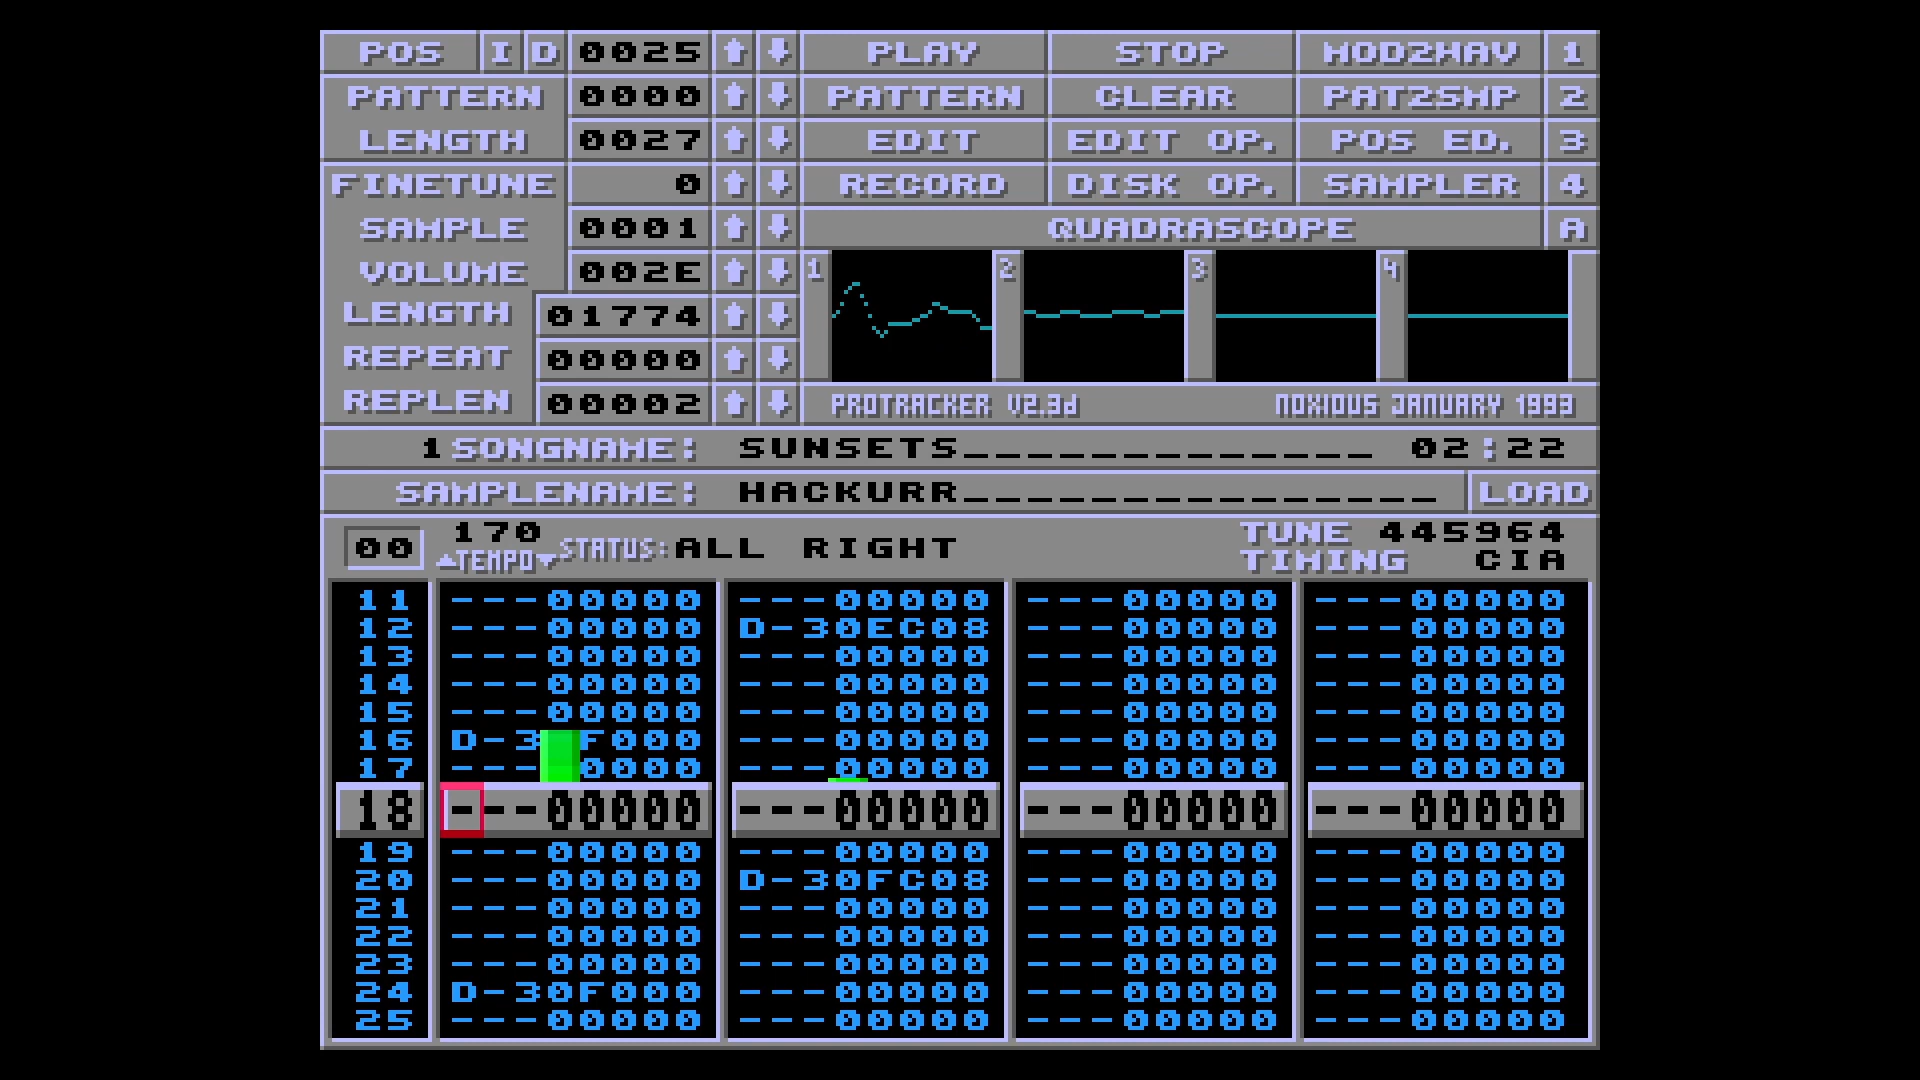 POS I D 0025 PLAY STOP MOD2WAV 1
PATTERN 0000 PATTERN CLEAR PAT2SMP 2
LENGTH 0027 EDIT EDIT OP. POS ED. 3
FINETUNE 0 RECORD DISK OP. SAMPLER 4
SAMPLE 0001 QUADRASCOPE A
VOLUME 002E 1 2 3 4
LENGTH 01774
REPEAT 00000
REPLEN 00002 PROTRACKER V2.3d NOXIOUS JANUARY 1993
1 SONGNAME: SUNSETS_____________ 02:22
SAMPLENAME: HACKURR_______________ LOAD
00 170 TEMPO STATUS: ALL RIGHT TUNE 445964
TIMING CIA
11 ---00000 ---00000 ---00000 ---00000
12 ---00000 D-30EC08 ---00000 ---00000
13 ---00000 ---00000 ---00000 ---00000
14 ---00000 ---00000 ---00000 ---00000
15 ---00000 ---00000 ---00000 ---00000
16 D-3 F000 ---00000 ---00000 ---00000
17 --- 0000 ---00000 ---00000 ---00000
18 ---00000 ---00000 ---00000 ---00000
19 ---00000 ---00000 ---00000 ---00000
20 ---00000 D-30FC08 ---00000 ---00000
21 ---00000 ---00000 ---00000 ---00000
22 ---00000 ---00000 ---00000 ---00000
23 ---00000 ---00000 ---00000 ---00000
24 D-30F000 ---00000 ---00000 ---00000
25 ---00000 ---00000 ---00000 ---00000